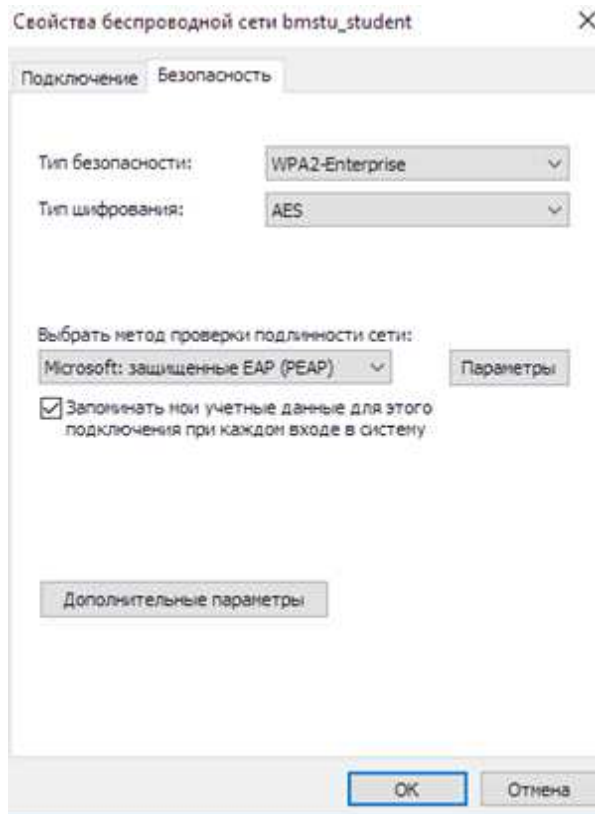 Свойства беспроводной сети bmstu_student
Подключение
Безопасность
Тип безопасности:
WPA2-Enterprise
Тип шифрования:
AES
Выбрать метод проверки подлинности сети:
Microsoft: защищенные EAP (PEAP)
Параметры
Запоминать мои учетные данные для этого
подключения при каждом входе в систему
Дополнительные параметры
OK
Отмена